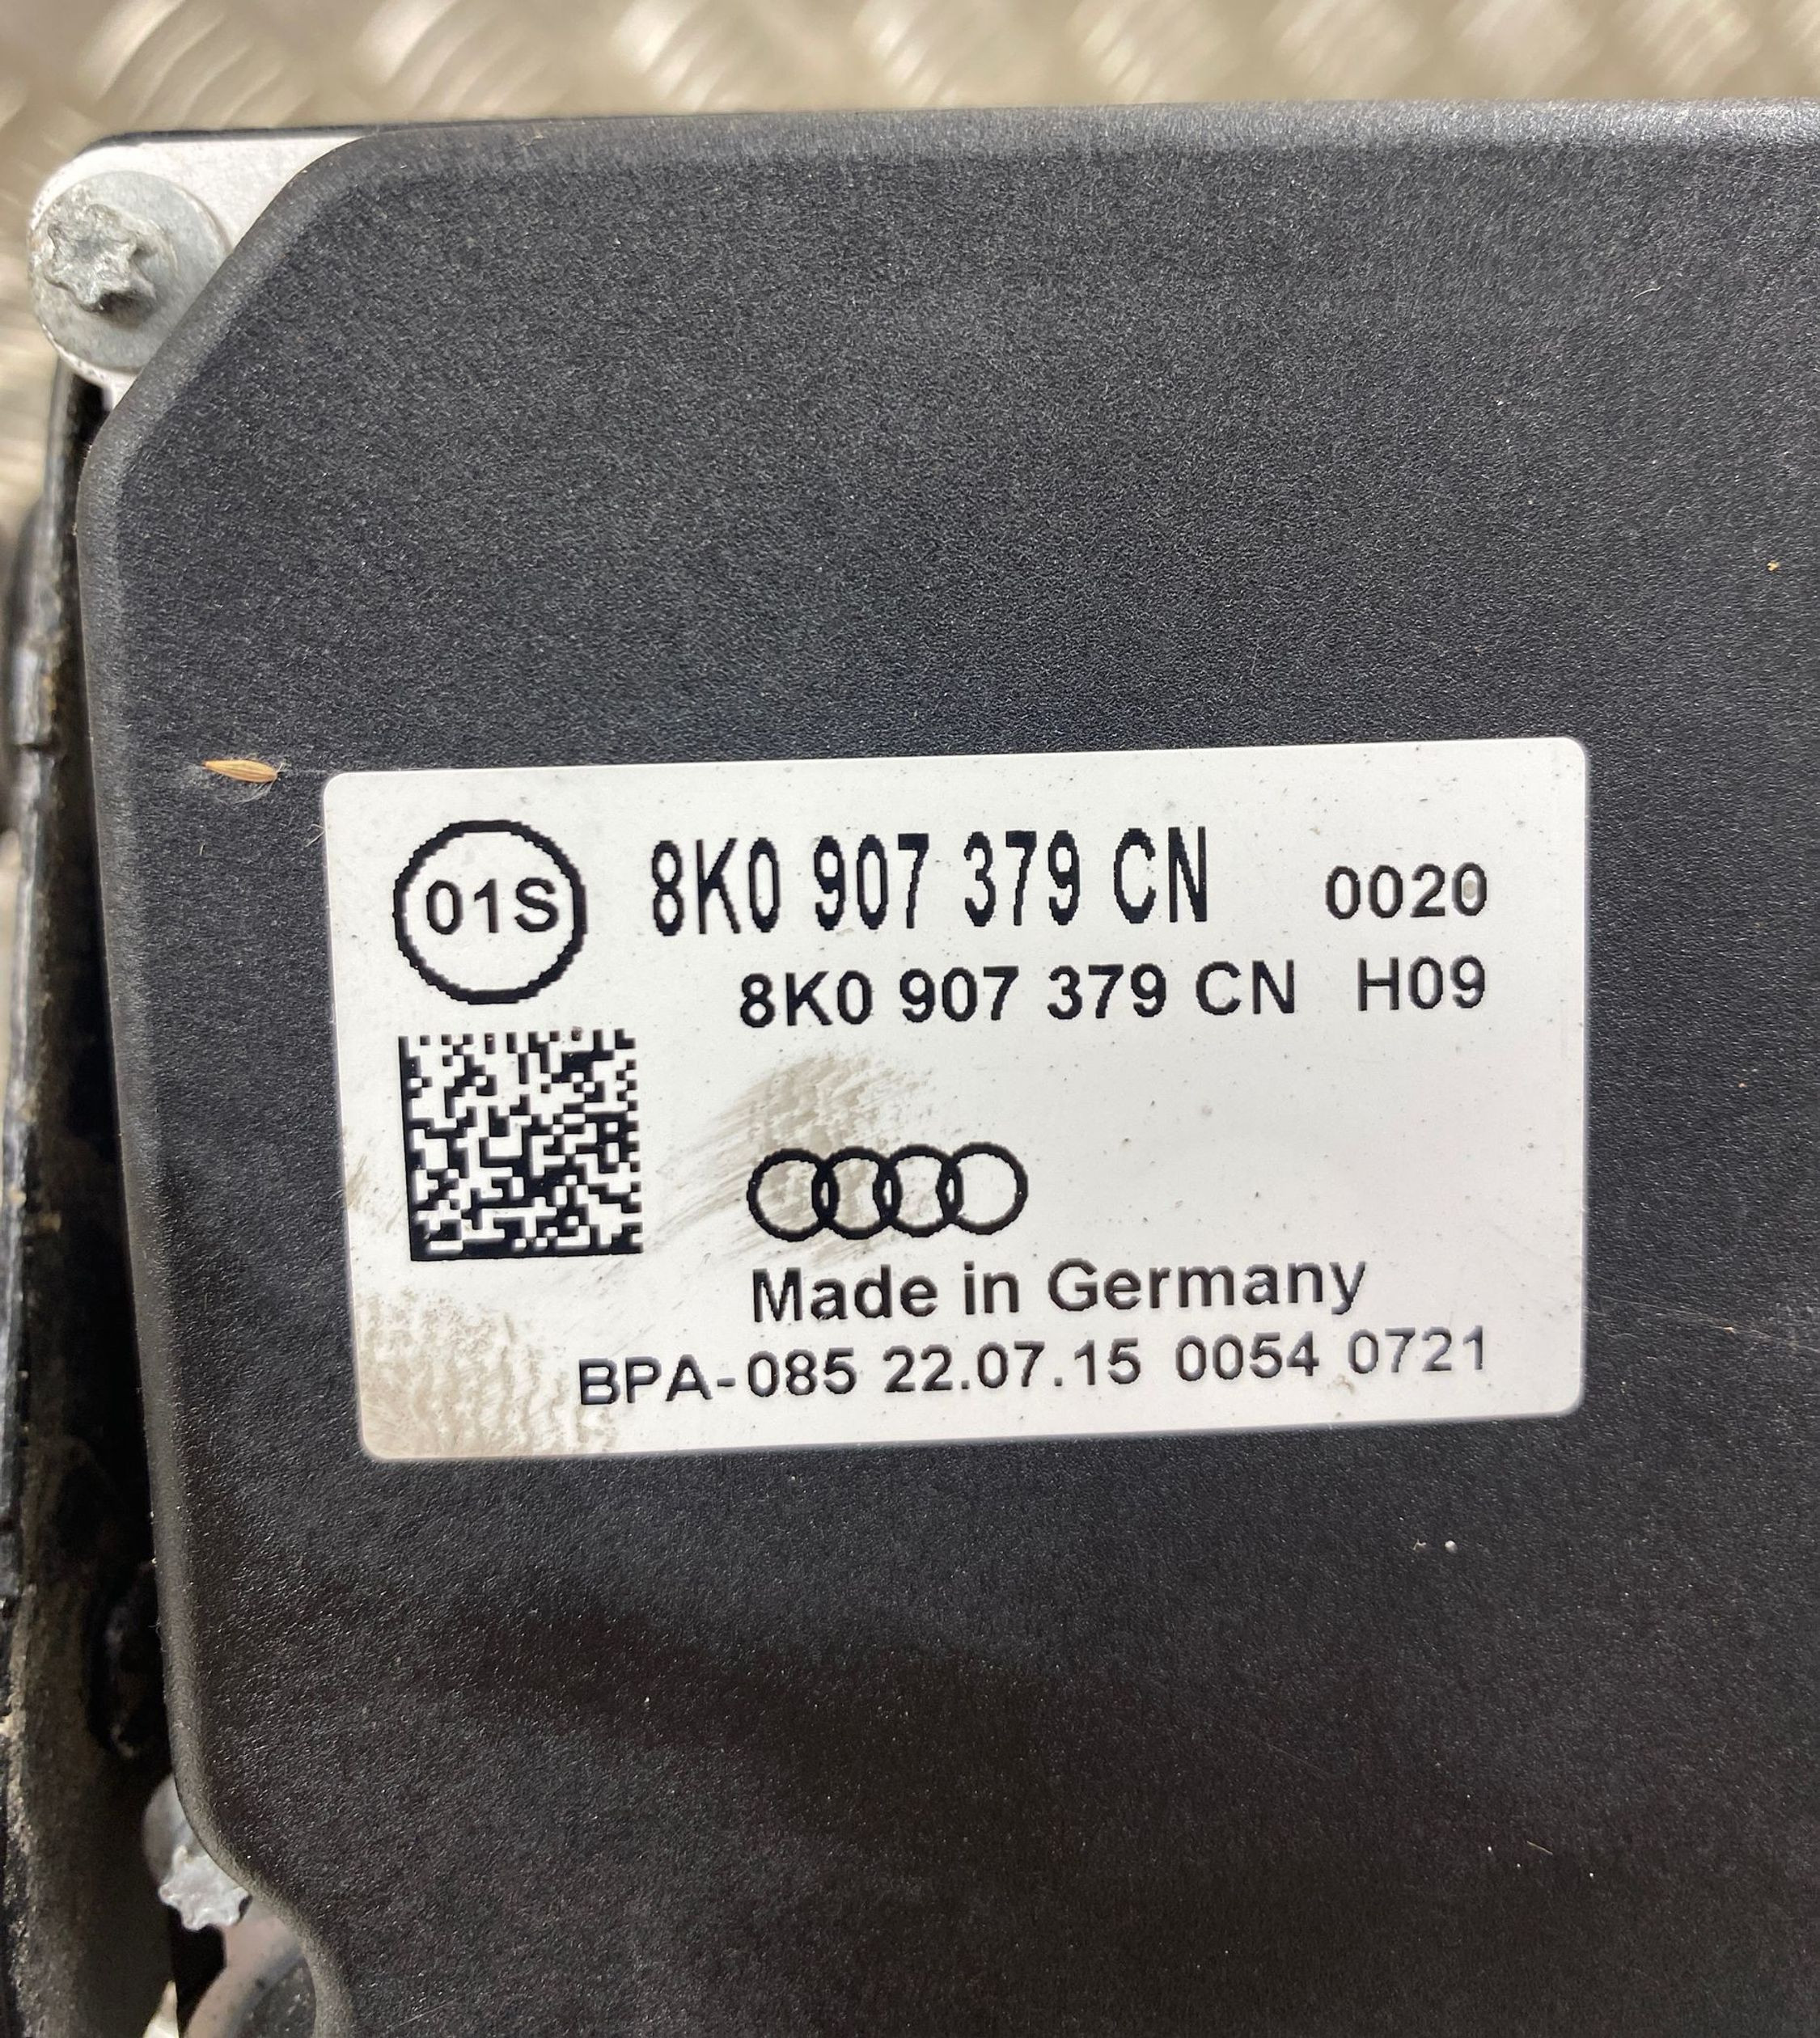 01S 8K0 907 379 CN 0020
8K0 907 379 CN H09
Made in Germany
BPA-085 22.07.15 0054 0721